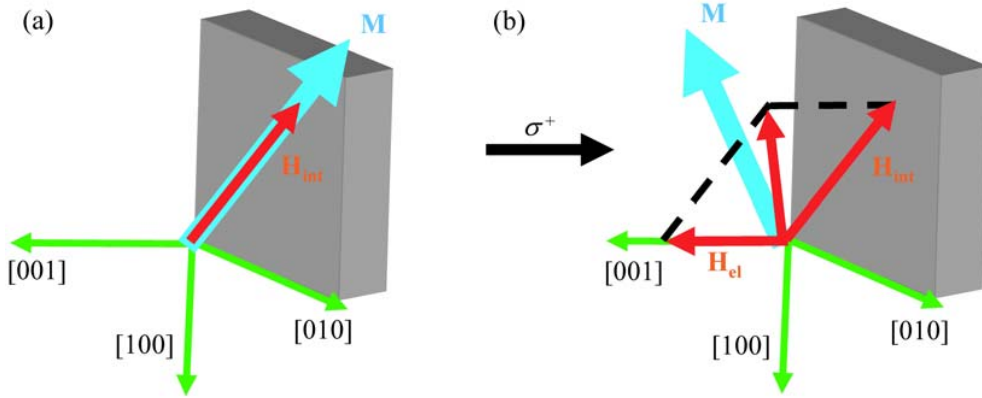 (a)
M
H_int
[001]
[100]
[010]
(b)
M
σ⁺
H_int
[001]
H_el
[100]
[010]